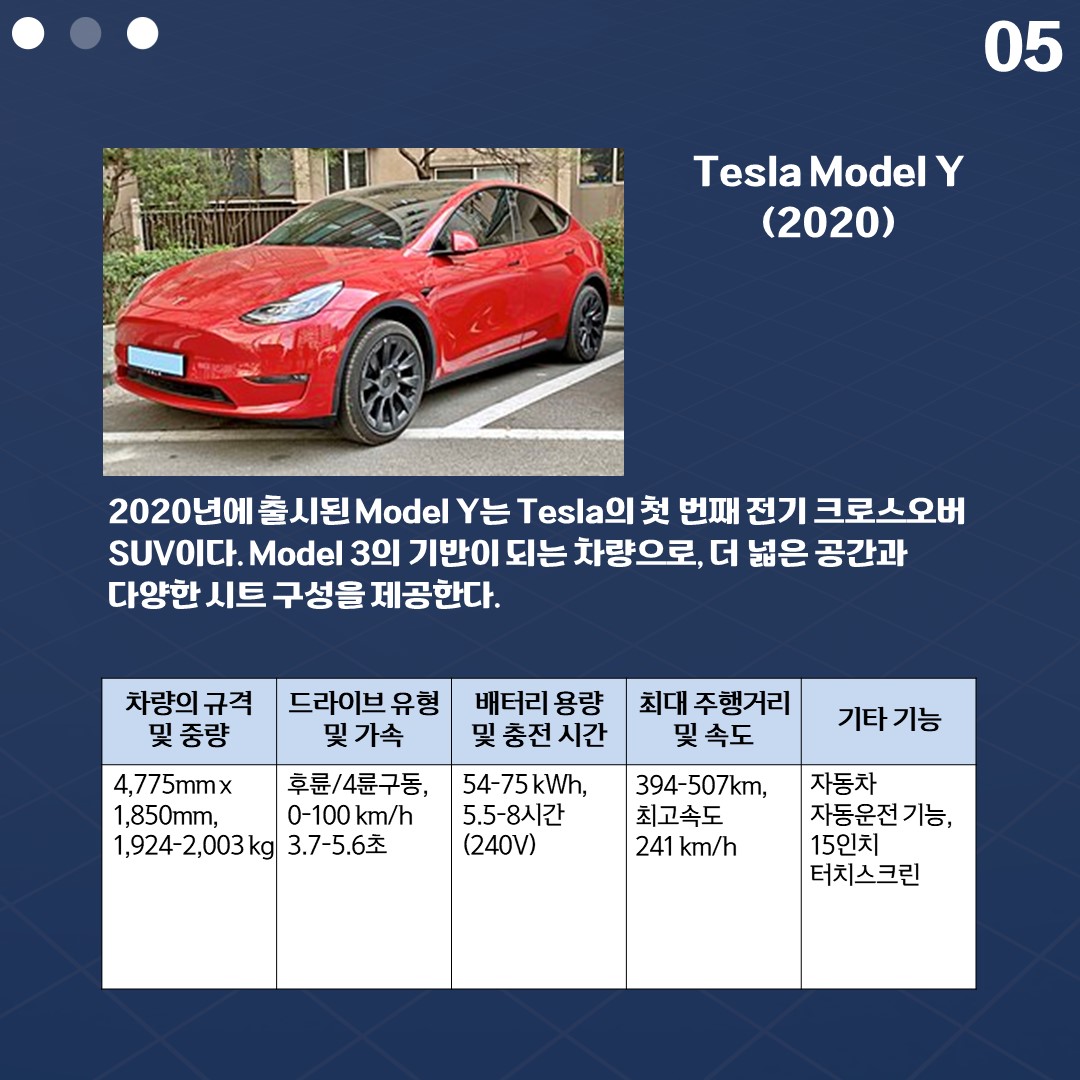 05
Tesla Model Y
(2020)
2020년에 출시된 Model Y는 Tesla의 첫 번째 전기 크로스오버
SUV이다. Model 3의 기반이 되는 차량으로, 더 넓은 공간과
다양한 시트 구성을 제공한다.
차량의 규격
및 중량
드라이브 유형
및 가속
배터리 용량
및 충전 시간
최대 주행거리
및 속도
기타 기능
4,775mm x
1,850mm,
1,924-2,003 kg
후륜/4륜구동,
0-100 km/h
3.7-5.6초
54-75 kWh,
5.5-8시간
(240V)
394-507km,
최고속도
241 km/h
자동차
자동운전 기능,
15인치
터치스크린